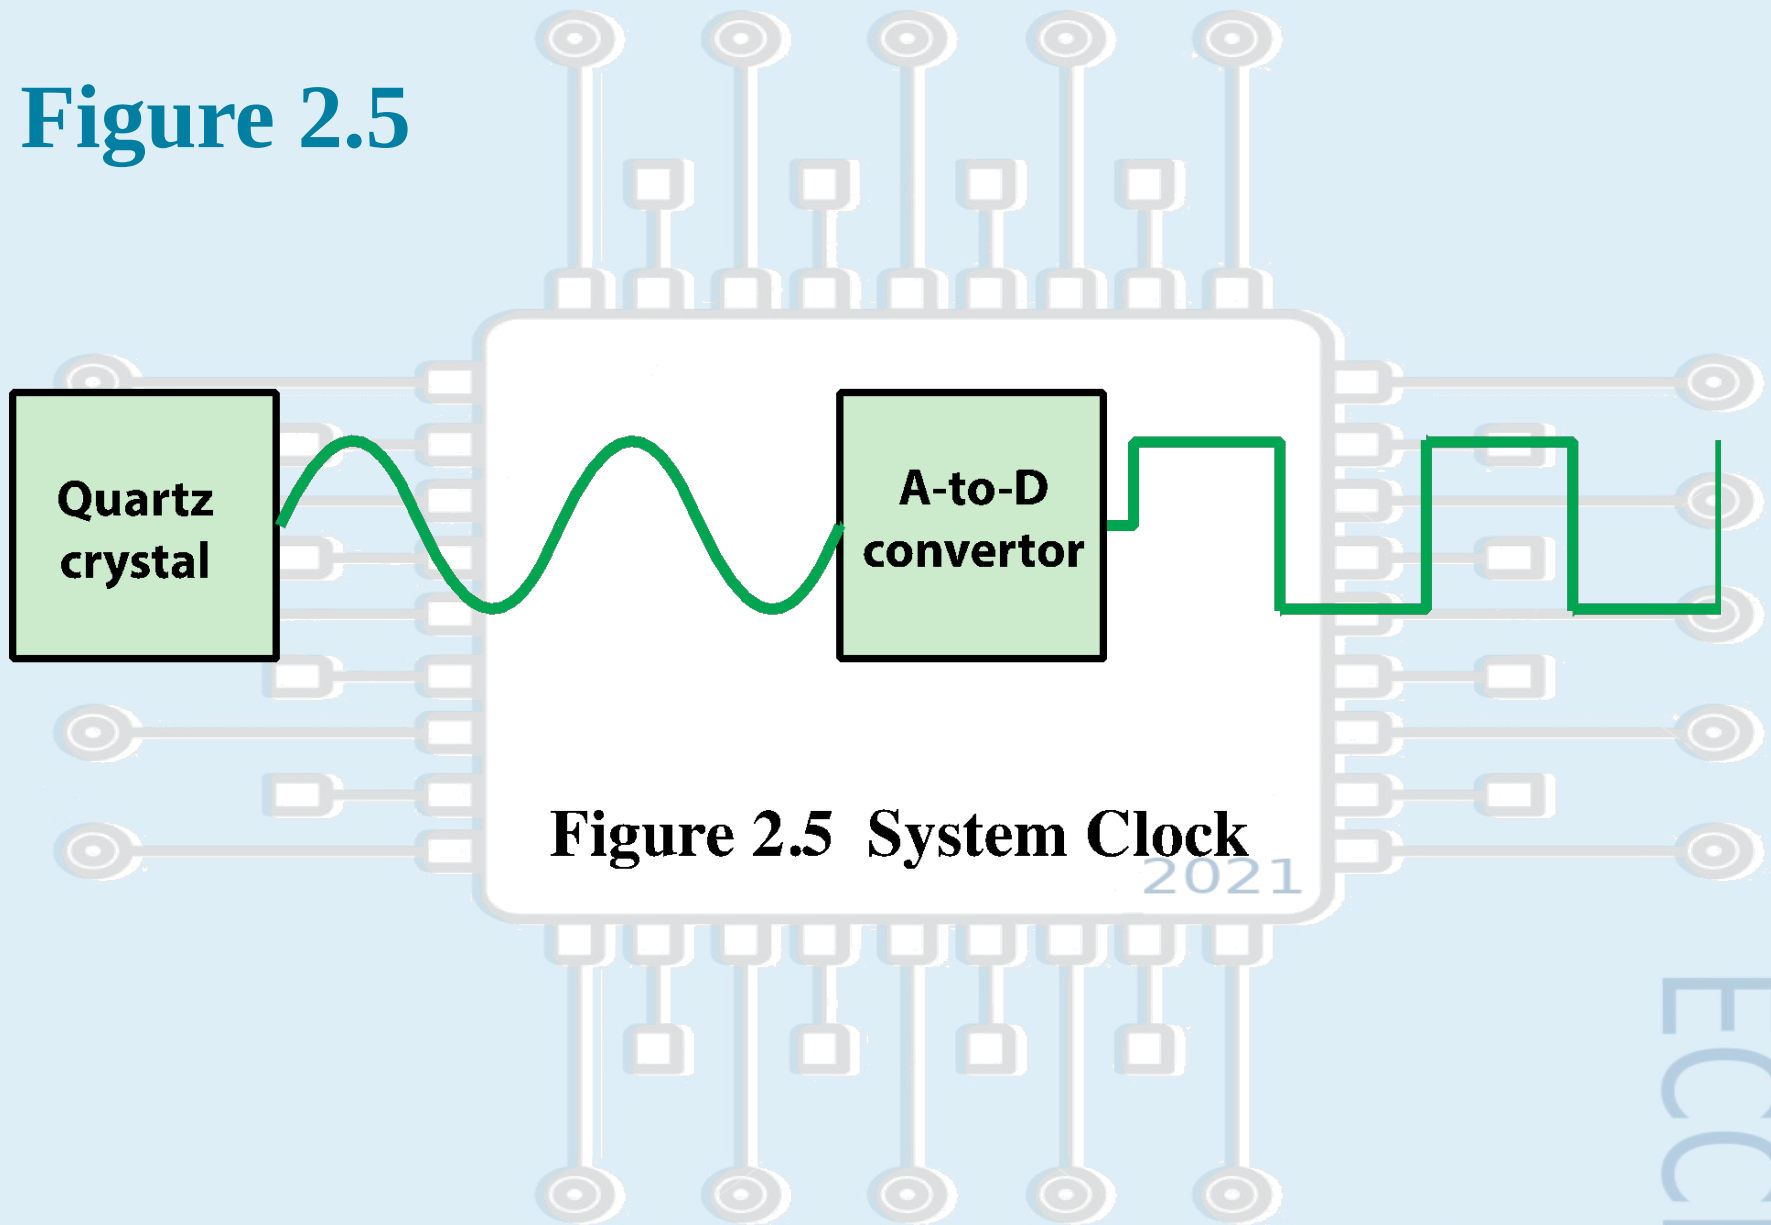 Figure 2.5
Quartz
crystal
A-to-D
convertor
Figure 2.5 System Clock
2021